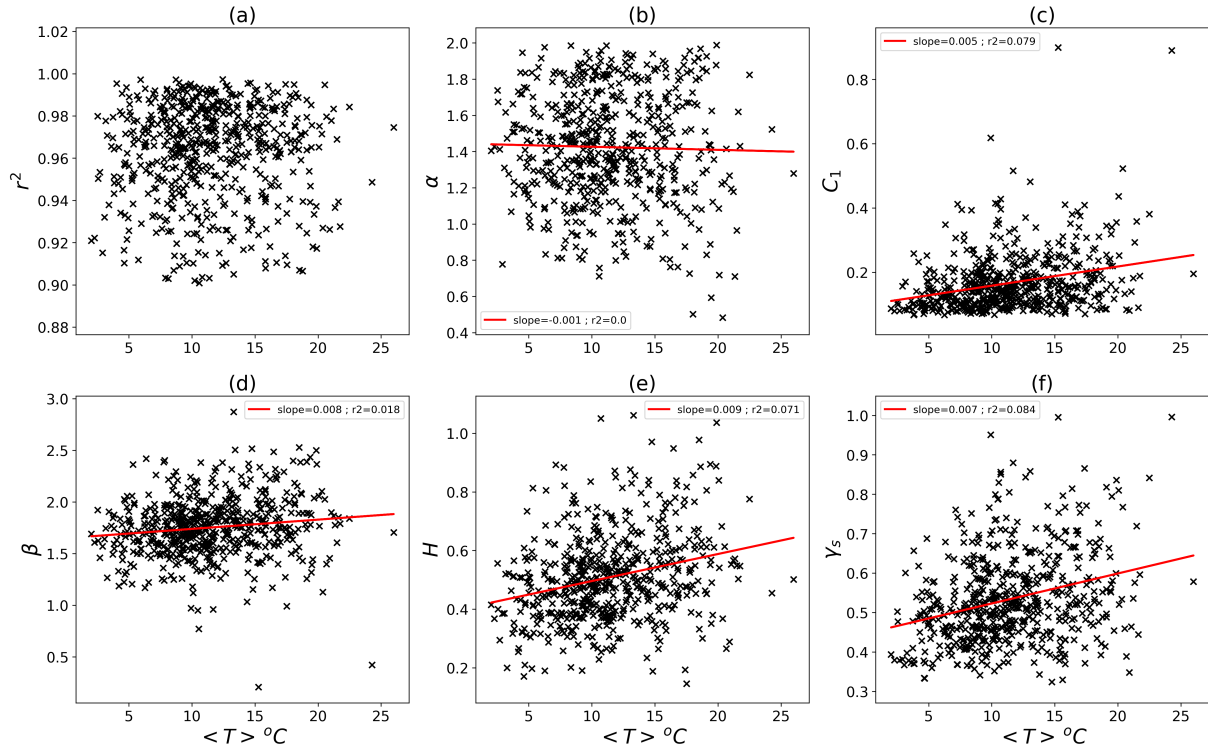 (a)
1.02
1.00
0.98
0.96
0.94
0.92
0.90
0.88
r²
5 10 15 20 25
(b)
2.0
1.8
1.6
1.4
1.2
1.0
0.8
0.6
0.4
α
slope=-0.001 ; r2=0.0
5 10 15 20 25
(c)
slope=0.005 ; r2=0.079
0.8
0.6
0.4
0.2
C₁
5 10 15 20 25
(d)
slope=0.008 ; r2=0.018
3.0
2.5
2.0
1.5
1.0
0.5
β
5 10 15 20 25
<T> °C
(e)
slope=0.009 ; r2=0.071
1.0
0.8
0.6
0.4
0.2
H
5 10 15 20 25
<T> °C
(f)
slope=0.007 ; r2=0.084
1.0
0.9
0.8
0.7
0.6
0.5
0.4
0.3
γₛ
5 10 15 20 25
<T> °C